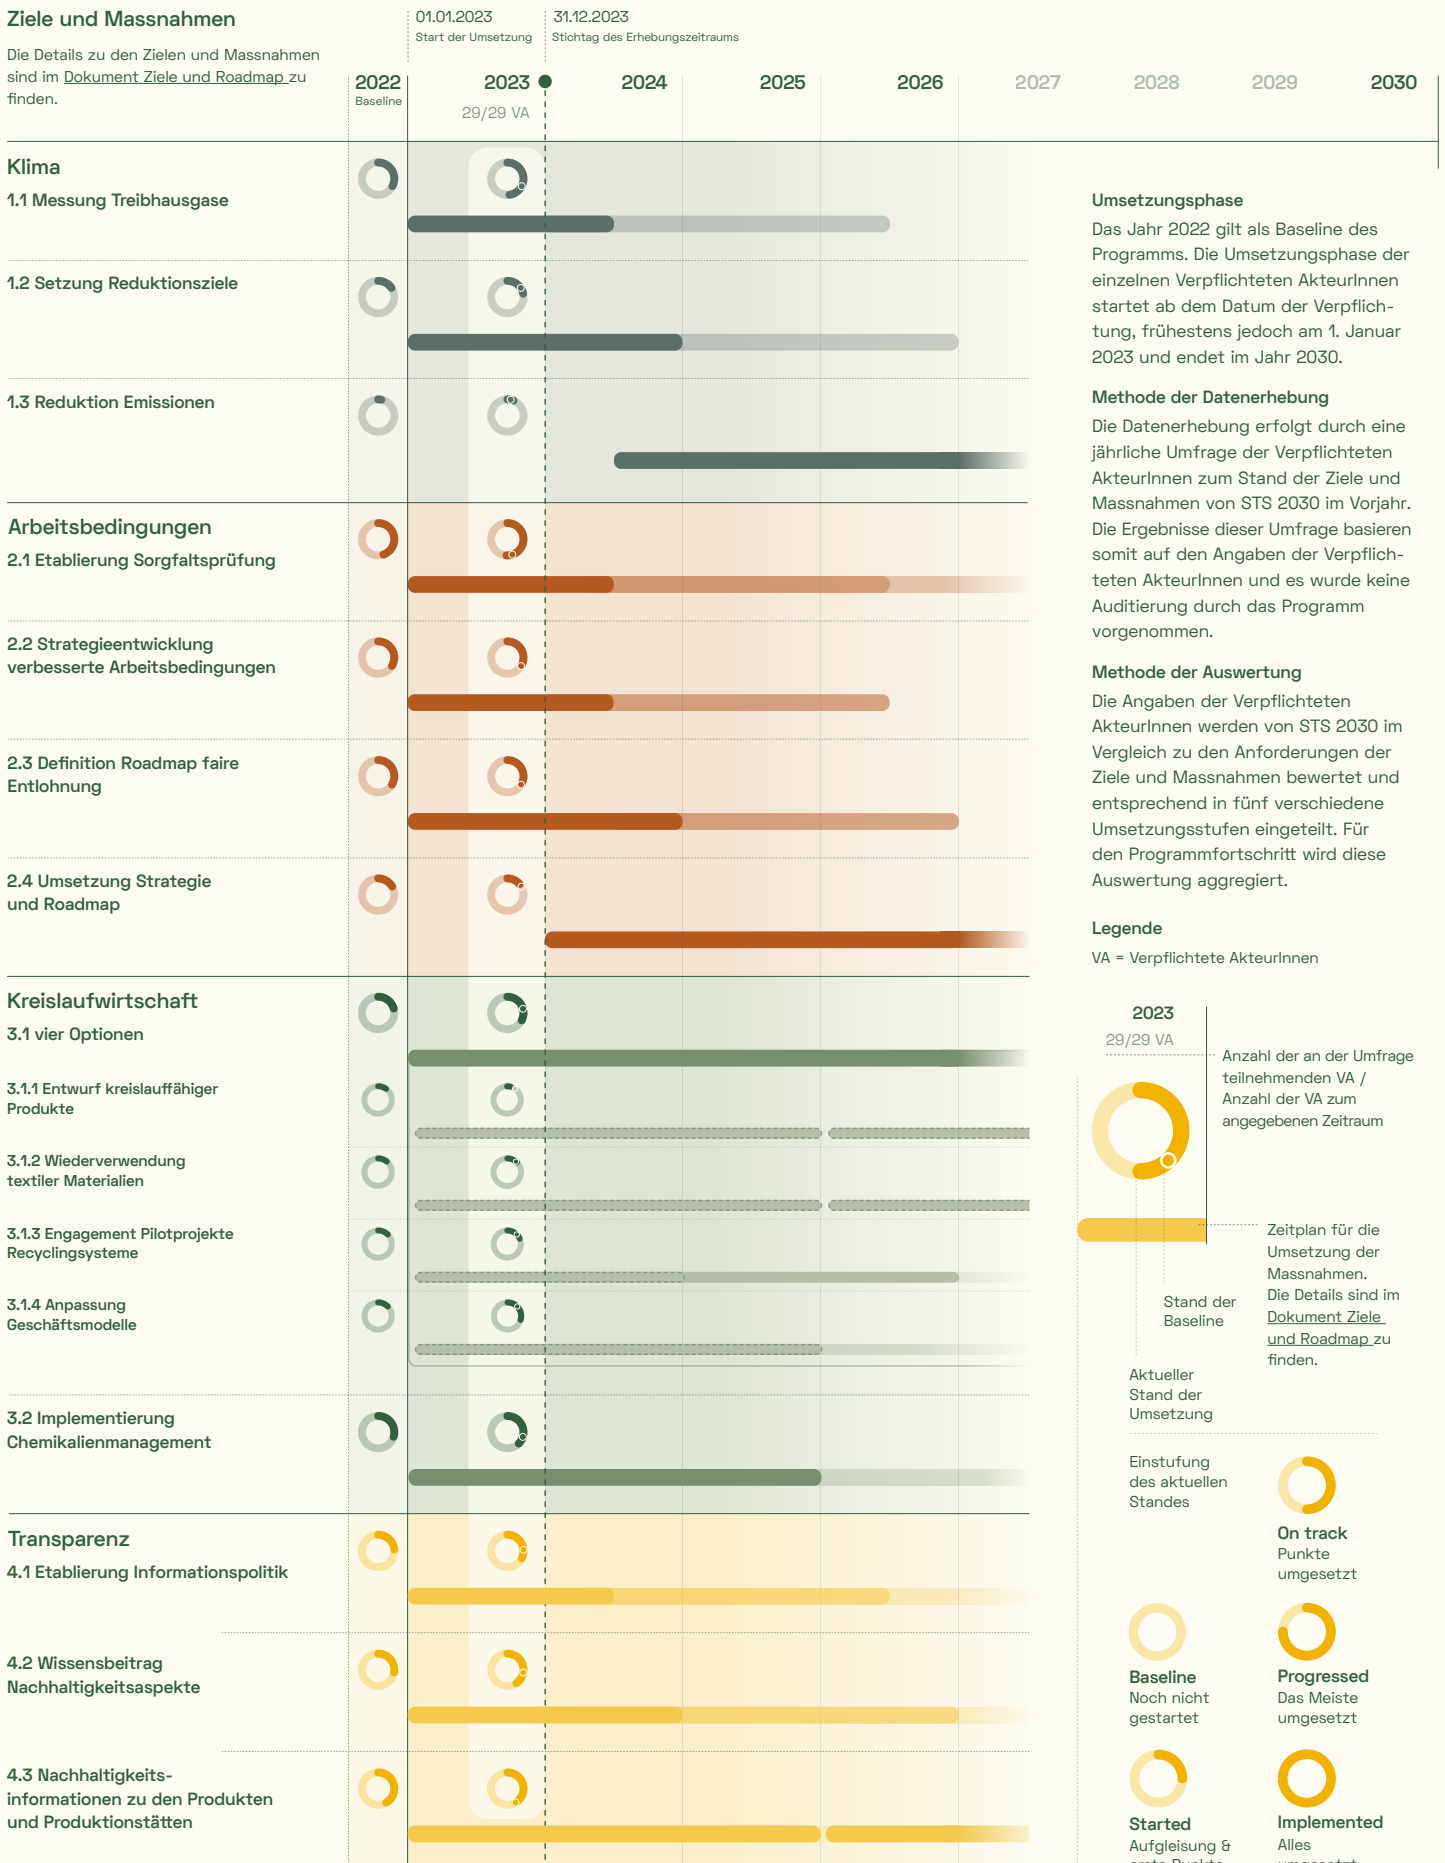 Ziele und Massnahmen
Die Details zu den Zielen und Massnahmen
sind im Dokument Ziele und Roadmap zu
finden.
01.01.2023
Start der Umsetzung
31.12.2023
Stichtag des Erhebungszeitraums
2022
Baseline
2023
29/29 VA
2024
2025
2026
2027
2028
2029
2030
Klima
1.1 Messung Treibhausgase
1.2 Setzung Reduktionsziele
1.3 Reduktion Emissionen
Arbeitsbedingungen
2.1 Etablierung Sorgfaltsprüfung
2.2 Strategieentwicklung
verbesserte Arbeitsbedingungen
2.3 Definition Roadmap faire
Entlohnung
2.4 Umsetzung Strategie
und Roadmap
Kreislaufwirtschaft
3.1 vier Optionen
3.1.1 Entwurf kreislauffähiger
Produkte
3.1.2 Wiederverwendung
textiler Materialien
3.1.3 Engagement Pilotprojekte
Recyclingsysteme
3.1.4 Anpassung
Geschäftsmodelle
3.2 Implementierung
Chemikalienmanagement
Transparenz
4.1 Etablierung Informationspolitik
4.2 Wissensbeitrag
Nachhaltigkeitsaspekte
4.3 Nachhaltigkeits-
informationen zu den Produkten
und Produktionstätten
Umsetzungsphase
Das Jahr 2022 gilt als Baseline des
Programms. Die Umsetzungsphase der
einzelnen Verpflichteten AkteurInnen
startet ab dem Datum der Verpflich-
tung, frühestens jedoch am 1. Januar
2023 und endet im Jahr 2030.
Methode der Datenerhebung
Die Datenerhebung erfolgt durch eine
jährliche Umfrage der Verpflichteten
AkteurInnen zum Stand der Ziele und
Massnahmen von STS 2030 im Vorjahr.
Die Ergebnisse dieser Umfrage basieren
somit auf den Angaben der Verpflich-
teten AkteurInnen und es wurde keine
Auditierung durch das Programm
vorgenommen.
Methode der Auswertung
Die Angaben der Verpflichteten
AkteurInnen werden von STS 2030 im
Vergleich zu den Anforderungen der
Ziele und Massnahmen bewertet und
entsprechend in fünf verschiedene
Umsetzungsstufen eingeteilt. Für
den Programmfortschritt wird diese
Auswertung aggregiert.
Legende
VA = Verpflichtete AkteurInnen
2023
29/29 VA
Anzahl der an der Umfrage
teilnehmenden VA /
Anzahl der VA zum
angegebenen Zeitraum
Zeitplan für die
Umsetzung der
Massnahmen.
Die Details sind im
Dokument Ziele
und Roadmap zu
finden.
Stand der
Baseline
Aktueller
Stand der
Umsetzung
Einstufung
des aktuellen
Standes
On track
Punkte
umgesetzt
Baseline
Noch nicht
gestartet
Progressed
Das Meiste
umgesetzt
Started
Aufgleisung &
Implemented
Alles